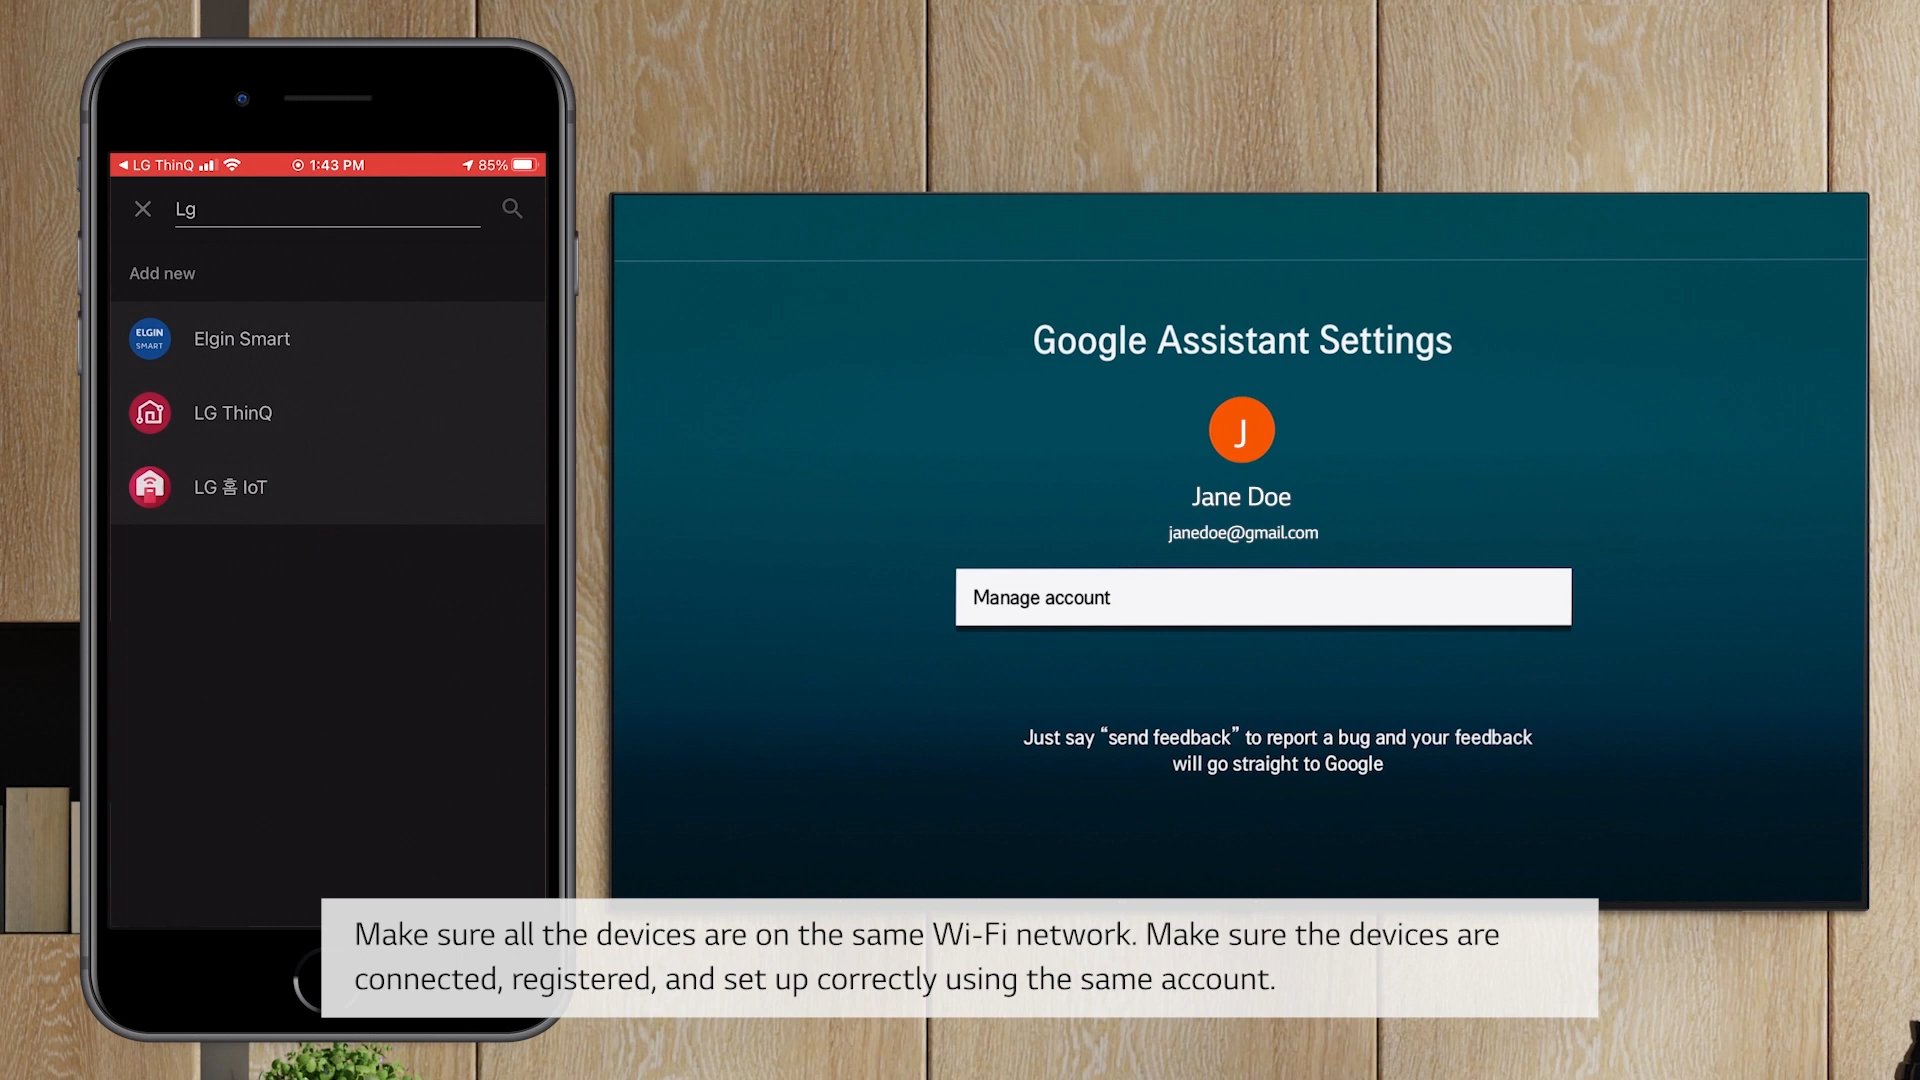 LG ThinQ
1:43 PM
85%
Lg
Add new
ELGIN
SMART
Elgin Smart
LG ThinQ
LG 홈 IoT
Google Assistant Settings
J
Jane Doe
janedoe@gmail.com
Manage account
Just say “send feedback” to report a bug and your feedback
will go straight to Google
Make sure all the devices are on the same Wi-Fi network. Make sure the devices are
connected, registered, and set up correctly using the same account.